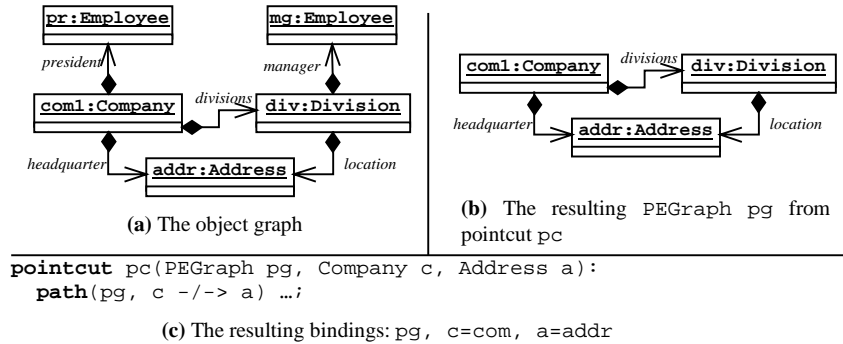 pr:Employee
mg:Employee
president
manager
com1:Company
divisions
div:Division
headquarter
addr:Address
location
(a) The object graph
com1:Company
divisions
div:Division
headquarter
addr:Address
location
(b) The resulting PEGraph pg from
pointcut pc
pointcut pc(PEGraph pg, Company c, Address a):
path(pg, c -/-> a) …;
(c) The resulting bindings: pg, c=com, a=addr